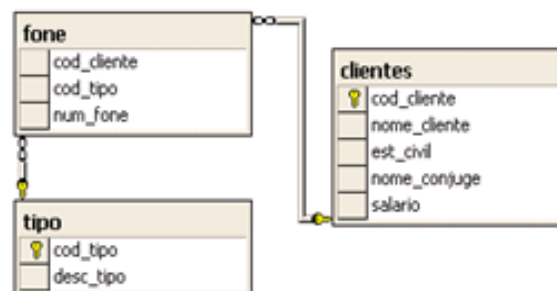 fone
cod_cliente
cod_tipo
num_fone
clientes
cod_cliente
nome_cliente
est_civil
nome_conjuge
salario
tipo
cod_tipo
desc_tipo